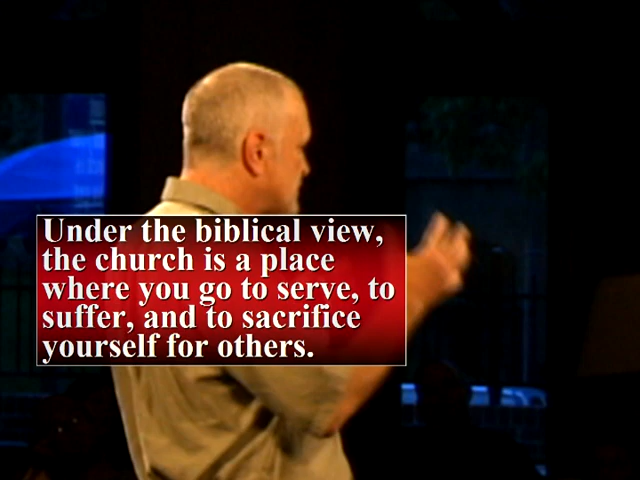 Under the biblical view,
the church is a place
where you go to serve, to
suffer, and to sacrifice
yourself for others.